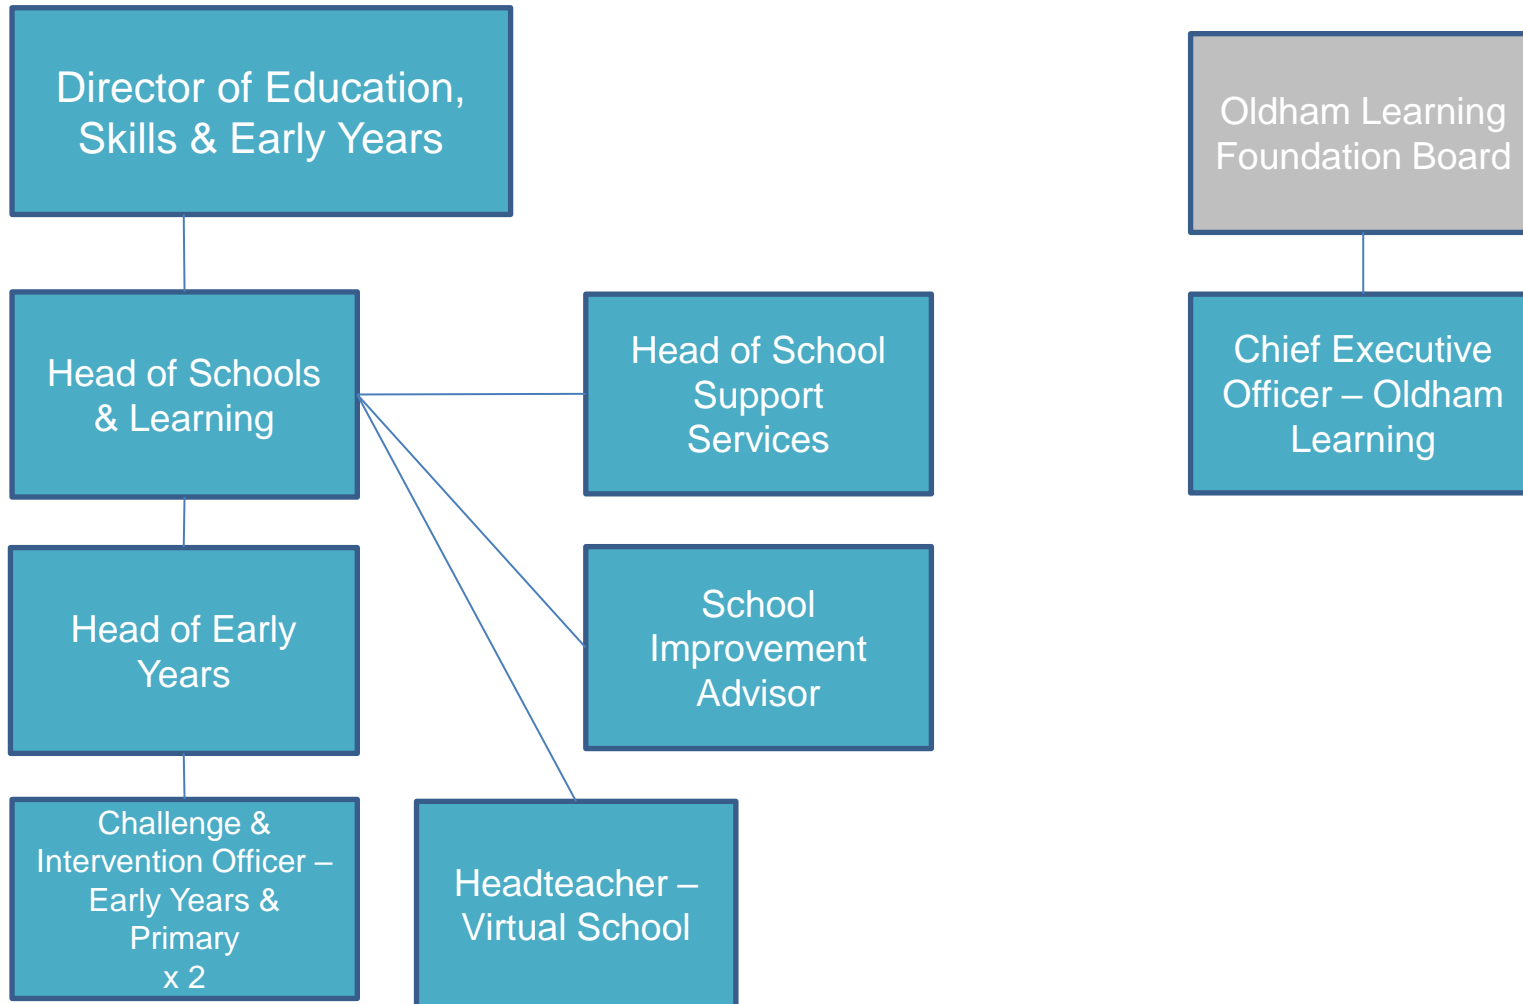 Director of Education,
Skills & Early Years
Oldham Learning
Foundation Board
Head of Schools
& Learning
Head of School
Support
Services
Chief Executive
Officer – Oldham
Learning
Head of Early
Years
School
Improvement
Advisor
Challenge &
Intervention Officer –
Early Years &
Primary
x 2
Headteacher –
Virtual School